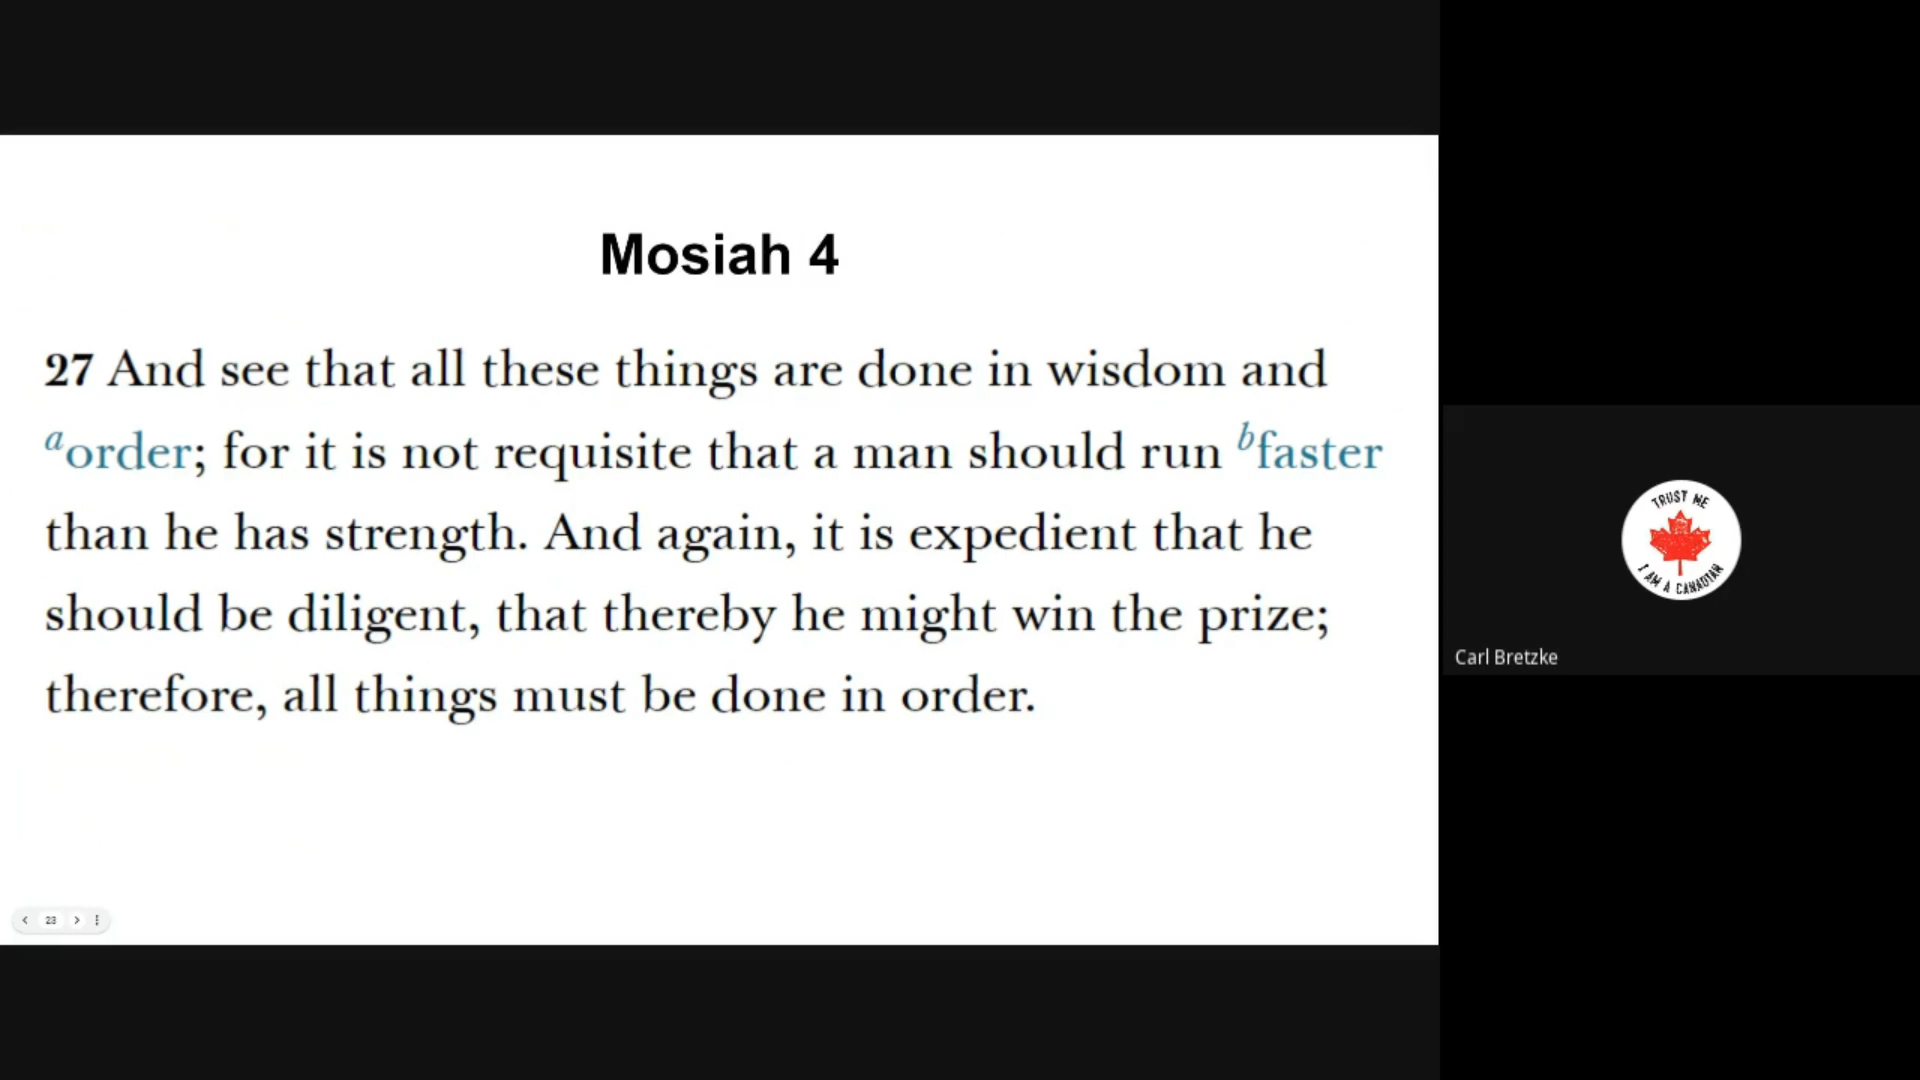 Mosiah 4
27 And see that all these things are done in wisdom and
a order; for it is not requisite that a man should run b faster
than he has strength. And again, it is expedient that he
should be diligent, that thereby he might win the prize;
therefore, all things must be done in order.
23
TRUST ME
I AM A CANADIAN
Carl Bretzke